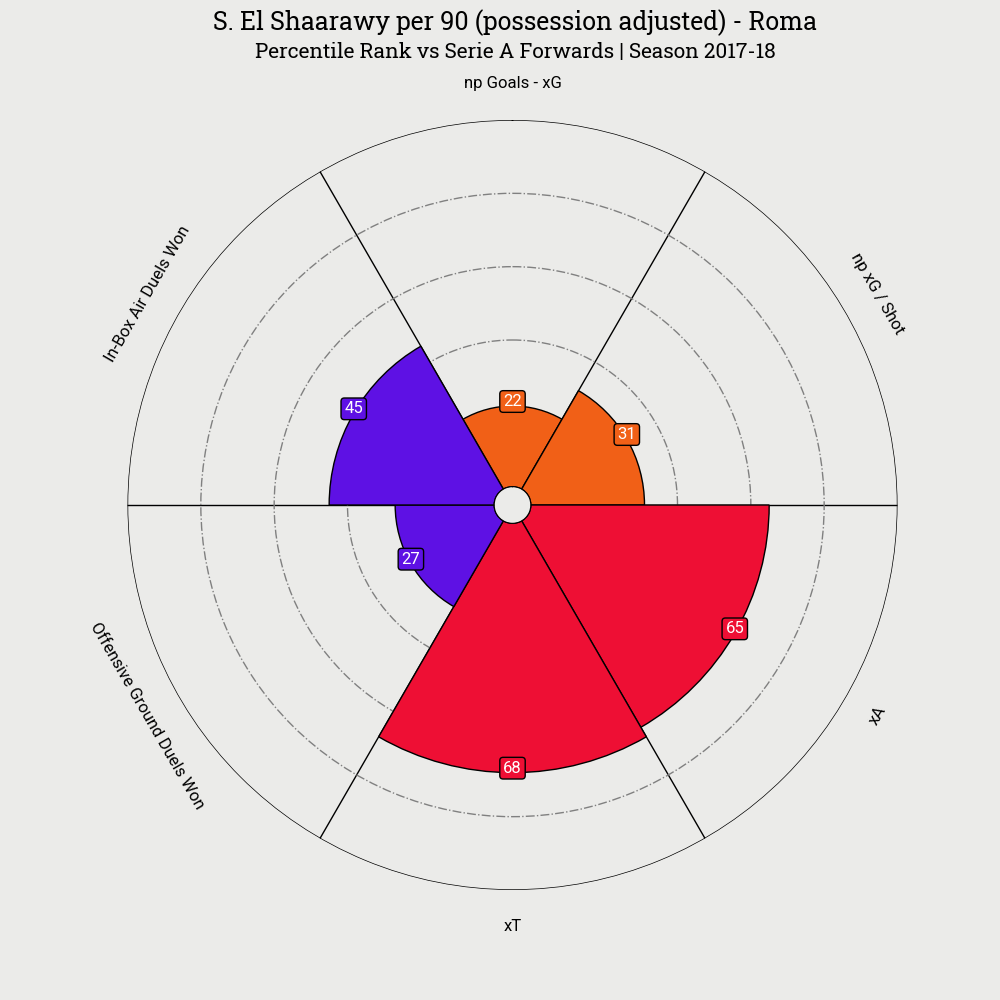 S. El Shaarawy per 90 (possession adjusted) - Roma
Percentile Rank vs Serie A Forwards | Season 2017-18
np Goals - xG
np xG / Shot
In-Box Air Duels Won
22
31
45
27
65
68
xA
Offensive Ground Duels Won
xT